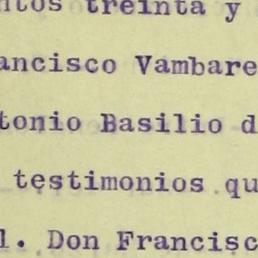 ntos treinta y
ancisco Vambare
tonio Basilio d
testimonios qu
l. Don Francisc